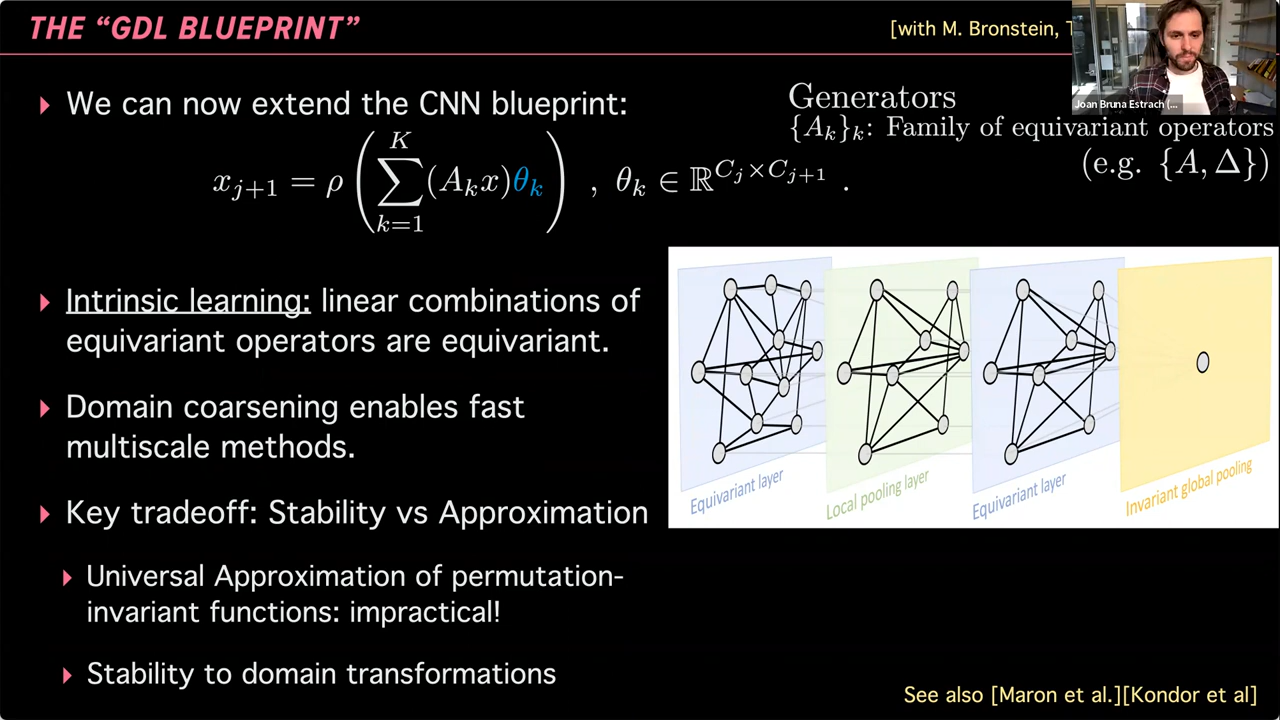 THE “GDL BLUEPRINT”
[with M. Bronstein,
Joan Bruna Estrach (...
We can now extend the CNN blueprint:
Generators
{A_k}_k: Family of equivariant operators
(e.g. {A, Δ})
x_{j+1} = ρ ( ∑_{k=1}^{K} (A_k x)θ_k ) , θ_k ∈ ℝ^{C_j × C_{j+1}} .
Intrinsic learning: linear combinations of
equivariant operators are equivariant.
Domain coarsening enables fast
multiscale methods.
Key tradeoff: Stability vs Approximation
Universal Approximation of permutation-
invariant functions: impractical!
Stability to domain transformations
Equivariant layer
Local pooling layer
Equivariant layer
Invariant global pooling
See also [Maron et al.][Kondor et al]